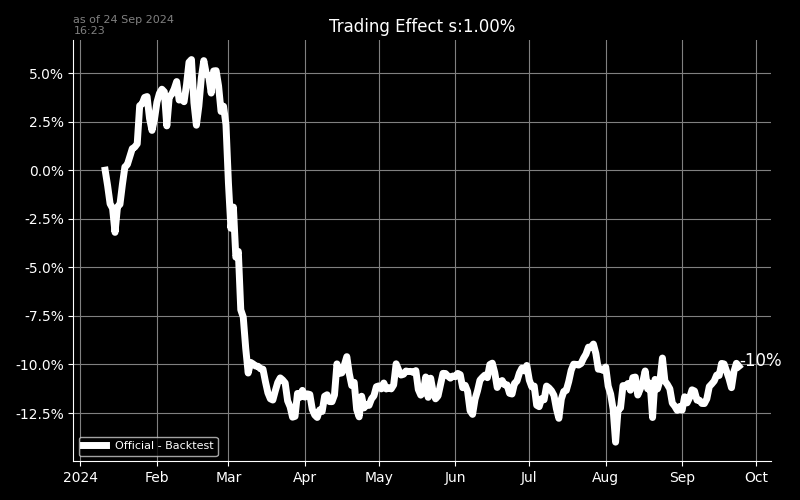 as of 24 Sep 2024
16:23
Trading Effect s:1.00%
5.0%
2.5%
0.0%
-2.5%
-5.0%
-7.5%
-10.0%
-12.5%
-10%
Official - Backtest
2024 Feb Mar Apr May Jun Jul Aug Sep Oct